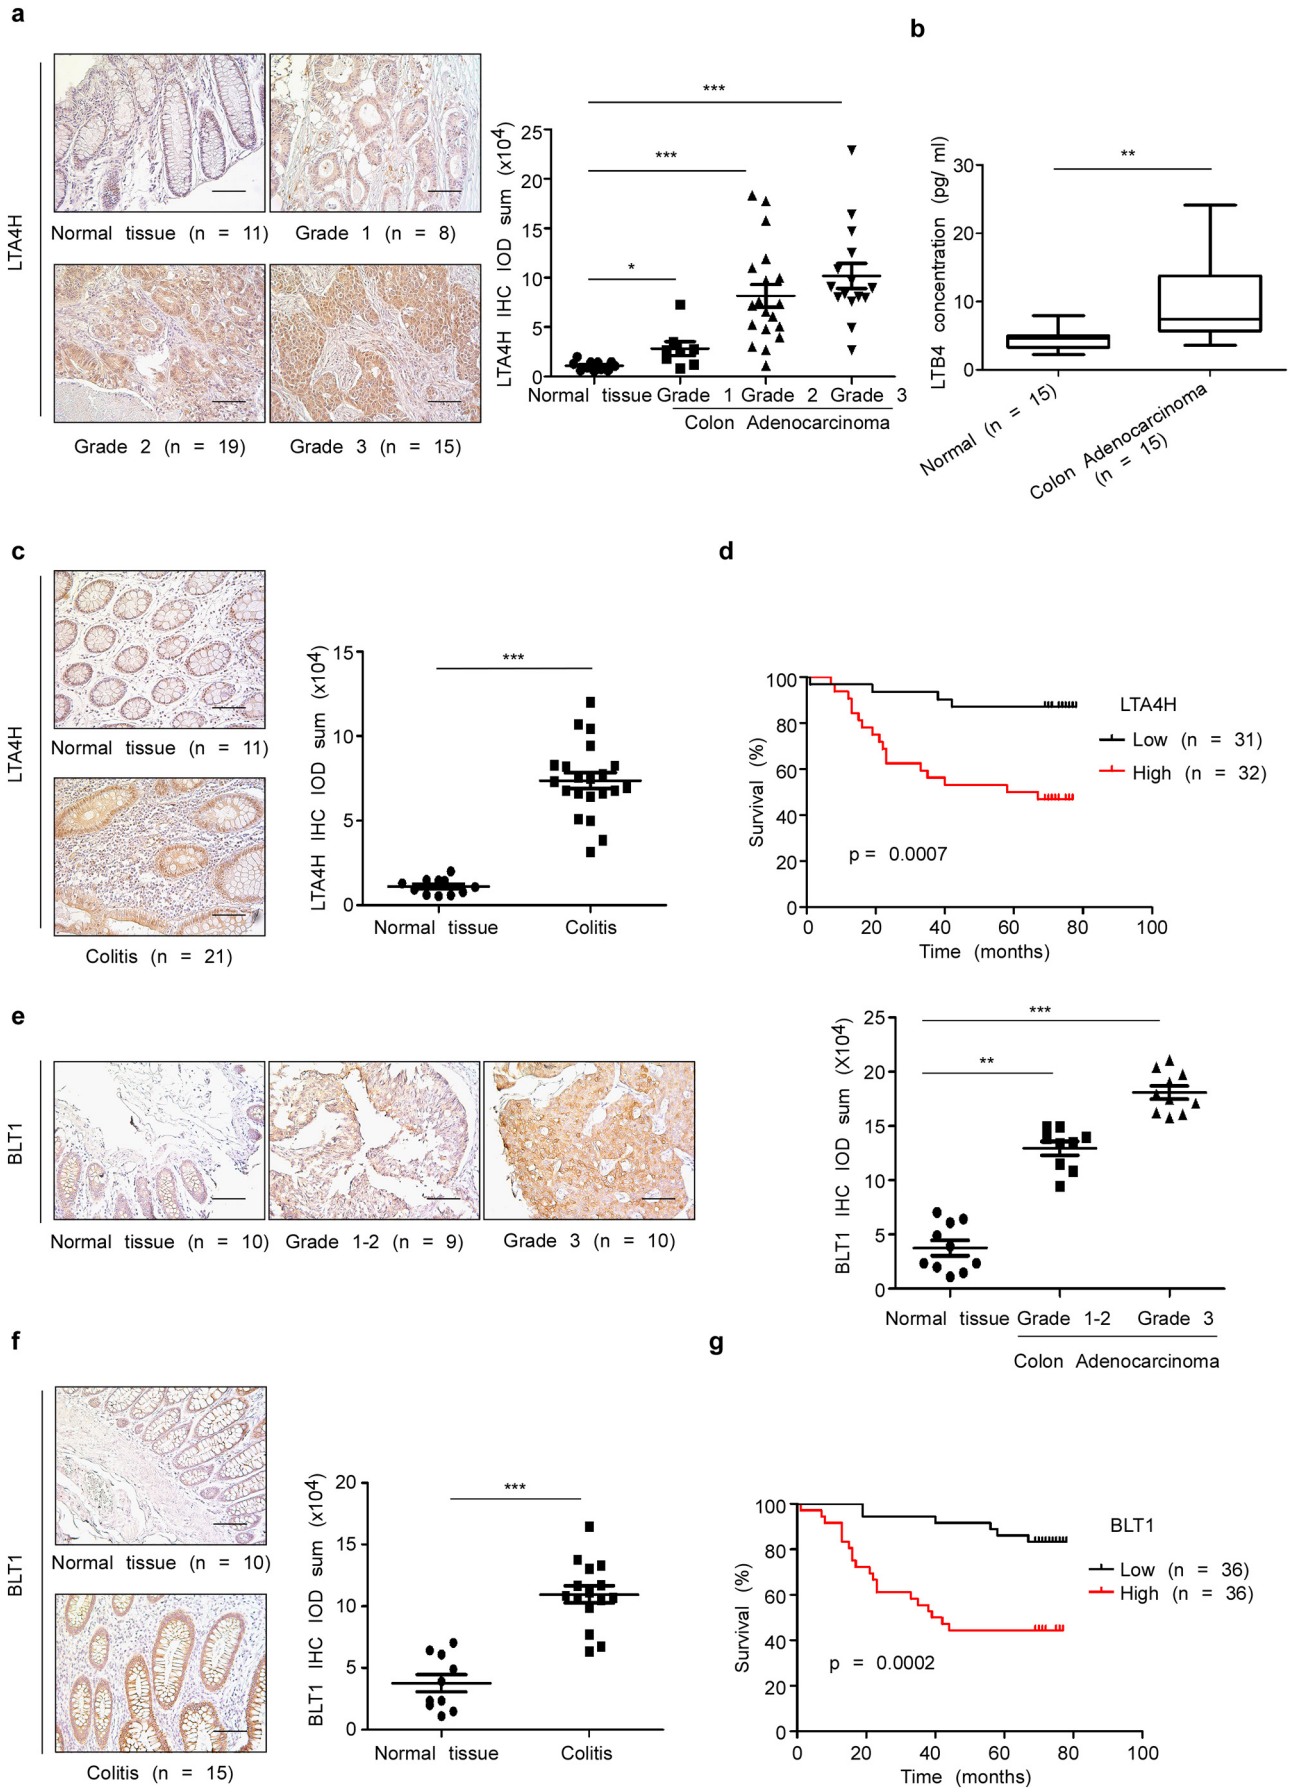 a
LTA4H
Normal tissue (n = 11)
Grade 1 (n = 8)
Grade 2 (n = 19)
Grade 3 (n = 15)
LTA4H IHC IOD sum (x10⁴)
25
20
15
10
5
0
***
***
*
Normal tissue Grade 1 Grade 2 Grade 3
Colon Adenocarcinoma
b
LTB4 concentration (pg/ ml)
30
20
10
0
**
Normal (n = 15)
Colon Adenocarcinoma
(n = 15)
c
LTA4H
Normal tissue (n = 11)
Colitis (n = 21)
LTA4H IHC IOD sum (x10⁴)
15
10
5
0
***
Normal tissue Colitis
d
Survival (%)
100
80
60
40
20
0
LTA4H
Low (n = 31)
High (n = 32)
p = 0.0007
0 20 40 60 80 100
Time (months)
e
BLT1
Normal tissue (n = 10) Grade 1-2 (n = 9) Grade 3 (n = 10)
BLT1 IHC IOD sum (X10⁴)
25
20
15
10
5
0
***
**
Normal tissue Grade 1-2 Grade 3
Colon Adenocarcinoma
f
BLT1
Normal tissue (n = 10)
Colitis (n = 15)
BLT1 IHC IOD sum (x10⁴)
20
15
10
5
0
***
Normal tissue Colitis
g
Survival (%)
100
80
60
40
20
0
BLT1
Low (n = 36)
High (n = 36)
p = 0.0002
0 20 40 60 80 100
Time (months)